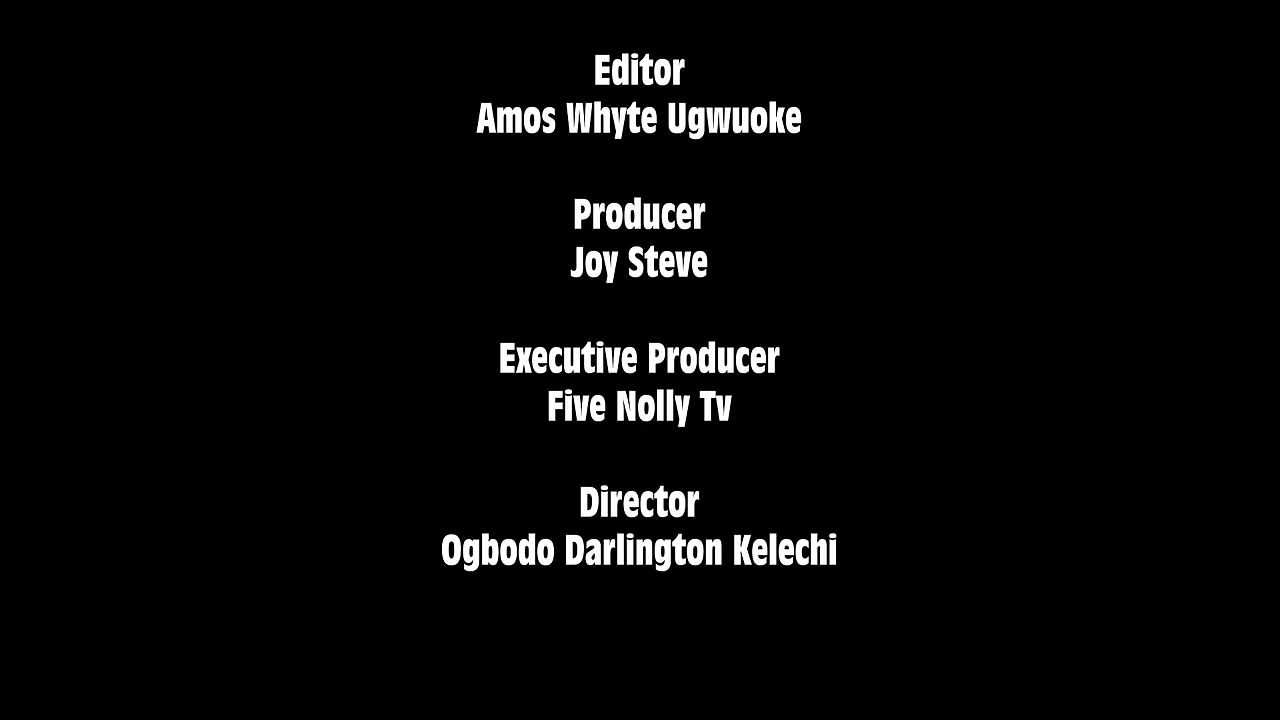 Editor
Amos Whyte Ugwuoke
Producer
Joy Steve
Executive Producer
Five Nolly Tv
Director
Ogbodo Darlington Kelechi